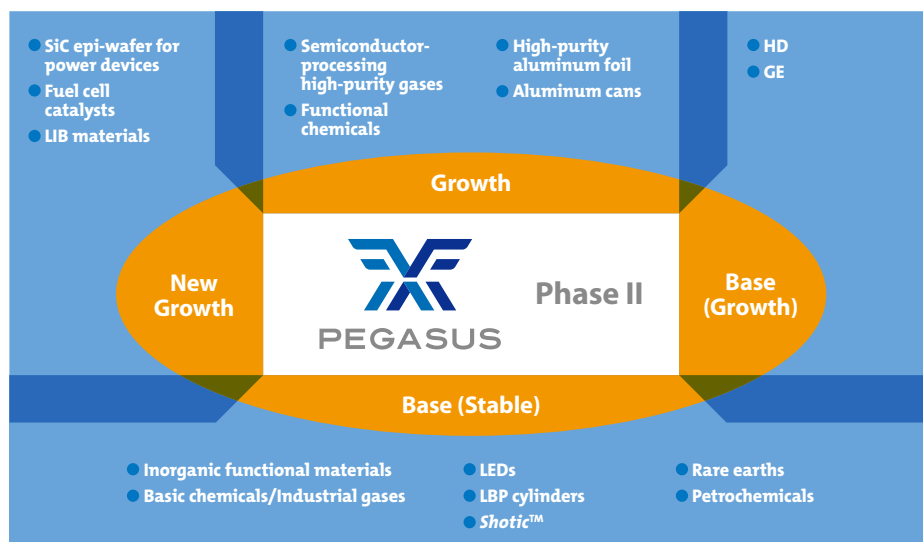 SiC epi-wafer for
power devices
Fuel cell
catalysts
LIB materials
Semiconductor-
processing
high-purity gases
Functional
chemicals
High-purity
aluminum foil
Aluminum cans
HD
GE
Growth
New
Growth
PEGASUS
Phase II
Base
(Growth)
Base (Stable)
Inorganic functional materials
Basic chemicals/Industrial gases
LEDs
LBP cylinders
Shotic™
Rare earths
Petrochemicals